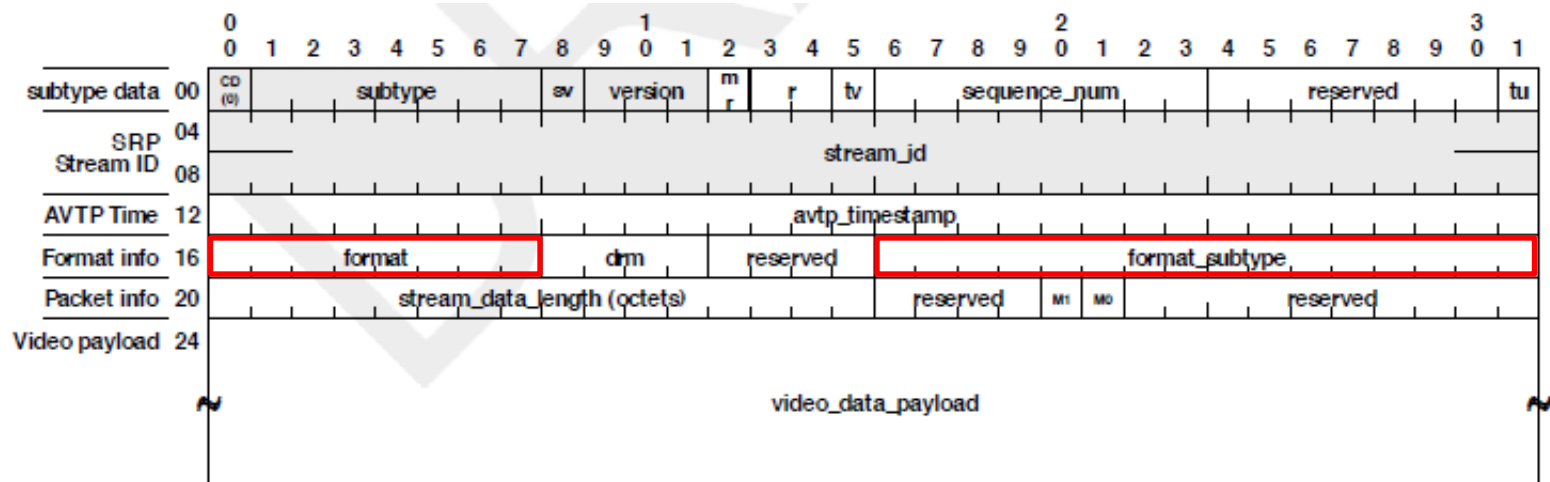 0 1 2 3
0 1 2 3 4 5 6 7 8 9 0 1 2 3 4 5 6 7 8 9 0 1 2 3 4 5 6 7 8 9 0 1
subtype data 00 CD (0) subtype sv version mr r tv sequence_num reserved tu
SRP 04
Stream ID stream_id
08
AVTP Time 12 avtp_timestamp
Format info 16 format drm reserved format_subtype
Packet info 20 stream_data_length (octets) reserved M1 M0 reserved
Video payload 24
video_data_payload